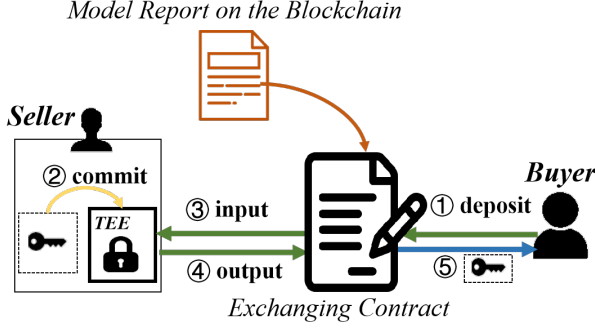 Model Report on the Blockchain
Seller
② commit
TEE
③ input
④ output
Buyer
① deposit
⑤
Exchanging Contract